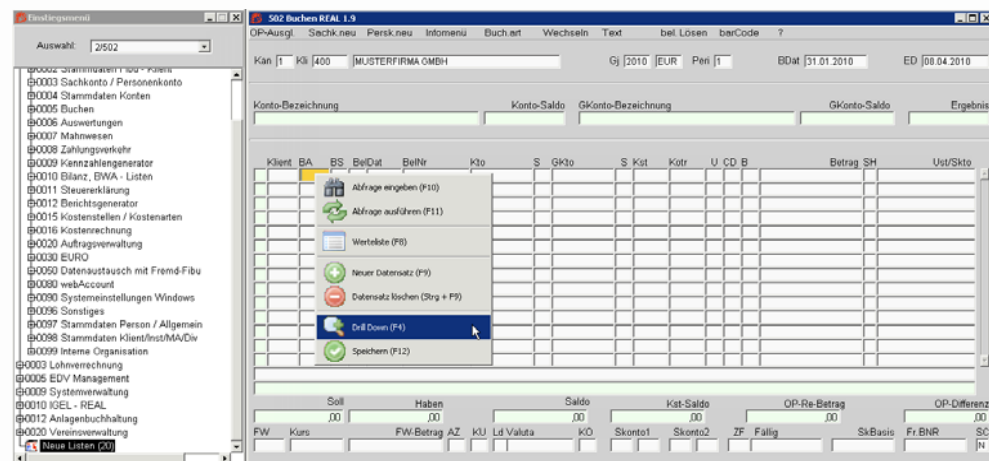 Einstiegsmenü
Auswahl: 2/502
0002 Stammdaten Fibu - Klient
0003 Sachkonto / Personenkonto
0004 Stammdaten Konten
0005 Buchen
0006 Auswertungen
0007 Mahnwesen
0008 Zahlungsverkehr
0009 Kennzahlengenerator
0010 Bilanz, BWA - Listen
0011 Steuererklärung
0012 Berichtsgenerator
0015 Kostenstellen / Kostenarten
0016 Kostenrechnung
0020 Auftragsverwaltung
0030 EURO
0050 Datenaustausch mit Fremd-Fibu
0080 webAccount
0090 Systemeinstellungen Windows
0096 Sonstiges
0097 Stammdaten Person / Allgemein
0098 Stammdaten Klient/Inst/MA/Div
0099 Interne Organisation
0003 Lohnverrechnung
0005 EDV Management
0009 Systemverwaltung
0010 IGEL - REAL
0012 Anlagenbuchhaltung
0020 Vereinsverwaltung
Neue Listen (20)
502 Buchen REAL 1.9
OP-Ausgl. Sachk.neu Persk.neu Infomenü Buch.art Wechseln Text bel.Lösen barCode ?
Kan 1 Kli 400 MUSTERFIRMA GMBH Gj 2010 EUR Peri 1 BDat 31.01.2010 ED 08.04.2010
Konto-Bezeichnung Konto-Saldo GKonto-Bezeichnung GKonto-Saldo Ergebnis
Klient BA BS BelDat BelNr Kto S GKto S Kst Kotr U CD B Betrag SH Ust/Skto
Abfrage eingeben (F10)
Abfrage ausführen (F11)
Werteliste (F8)
Neuer Datensatz (F9)
Datensatz löschen (Strg + F9)
Drill Down (F4)
Speichern (F12)
Soll Haben Saldo Kst-Saldo OP-Re-Betrag OP-Differenz
,00 ,00 ,00 ,00 ,00 ,00
FW Kurs FW-Betrag AZ KU Ld Valuta KO Skonto1 Skonto2 ZF Fällig SkBasis Fr.BNR SC
N